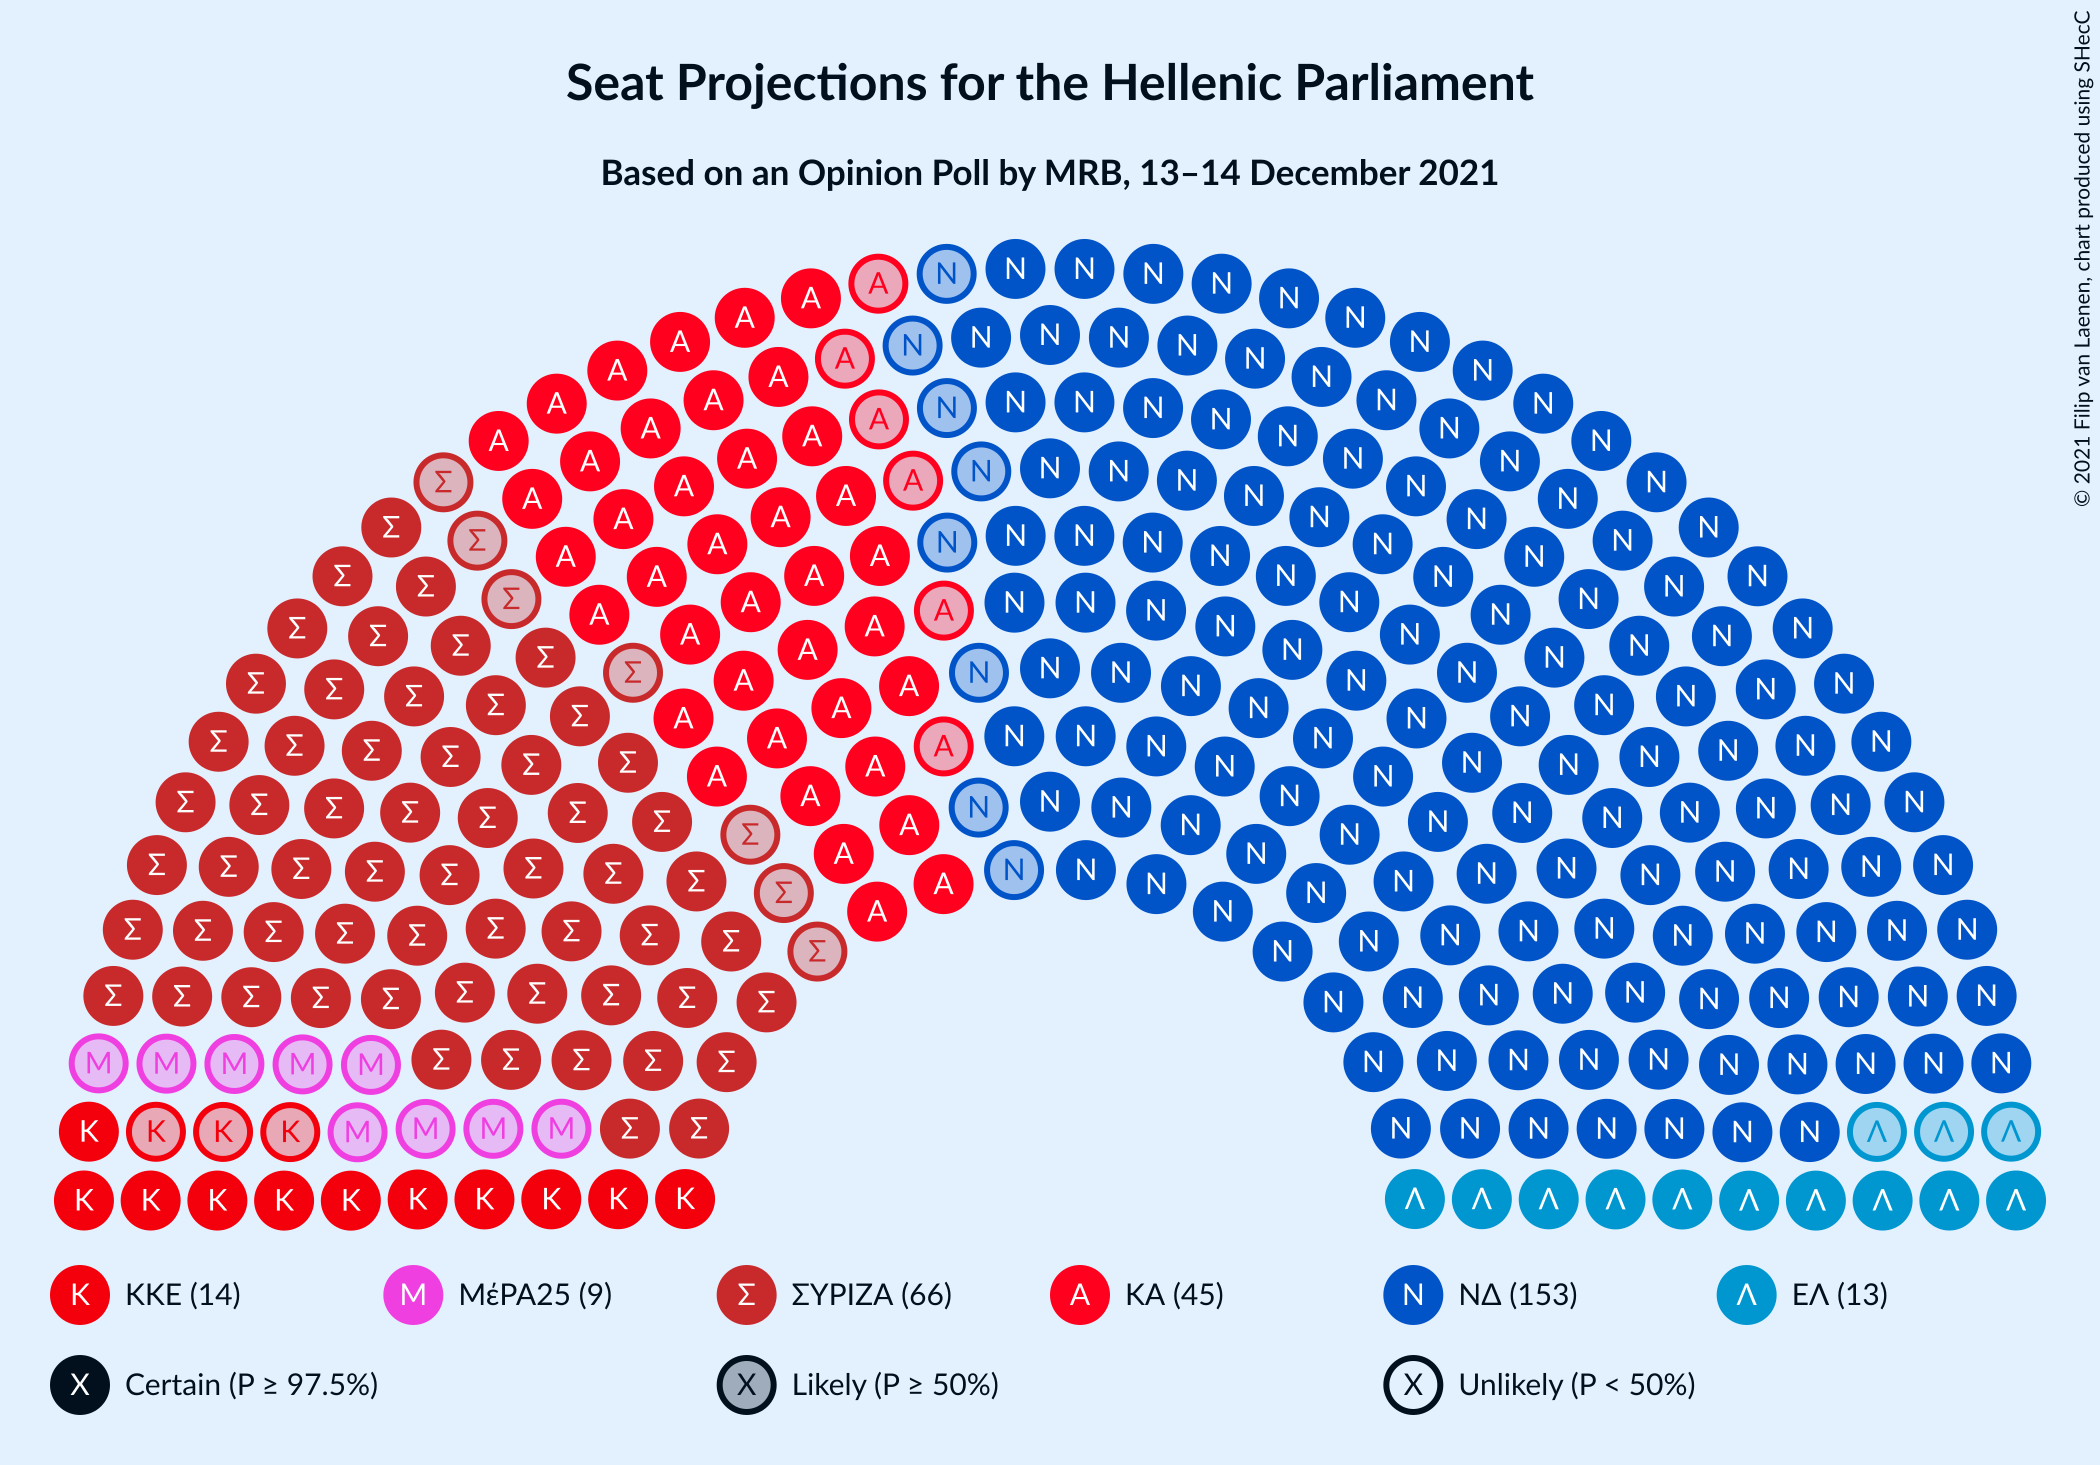 Seat Projections for the Hellenic Parliament
Based on an Opinion Poll by MRB, 13–14 December 2021
© 2021 Filip van Laenen, chart produced using SHecC
K ΚΚΕ (14) M ΜέΡΑ25 (9) Σ ΣΥΡΙΖΑ (66) A ΚΑ (45) N ΝΔ (153) Λ ΕΛ (13)
X Certain (P ≥ 97.5%) X Likely (P ≥ 50%) X Unlikely (P < 50%)